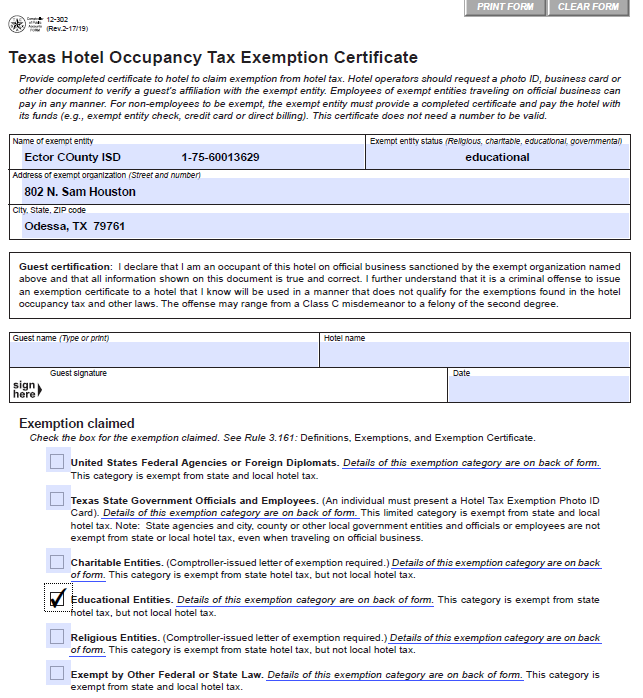 PRINT FORM CLEAR FORM
Comptroller
of Public
Accounts
FORM
12-302
(Rev.2-17/19)
Texas Hotel Occupancy Tax Exemption Certificate
Provide completed certificate to hotel to claim exemption from hotel tax. Hotel operators should request a photo ID, business card or
other document to verify a guest's affiliation with the exempt entity. Employees of exempt entities traveling on official business can
pay in any manner. For non-employees to be exempt, the exempt entity must provide a completed certificate and pay the hotel with
its funds (e.g., exempt entity check, credit card or direct billing). This certificate does not need a number to be valid.
Name of exempt entity Exempt entity status (Religious, charitable, educational, governmental)
Ector COunty ISD 1-75-60013629 educational
Address of exempt organization (Street and number)
802 N. Sam Houston
City, State, ZIP code
Odessa, TX 79761
Guest certification: I declare that I am an occupant of this hotel on official business sanctioned by the exempt organization named
above and that all information shown on this document is true and correct. I further understand that it is a criminal offense to issue
an exemption certificate to a hotel that I know will be used in a manner that does not qualify for the exemptions found in the hotel
occupancy tax and other laws. The offense may range from a Class C misdemeanor to a felony of the second degree.
Guest name (Type or print) Hotel name
Guest signature Date
sign
here
Exemption claimed
Check the box for the exemption claimed. See Rule 3.161: Definitions, Exemptions, and Exemption Certificate.
United States Federal Agencies or Foreign Diplomats. Details of this exemption category are on back of form.
This category is exempt from state and local hotel tax.
Texas State Government Officials and Employees. (An individual must present a Hotel Tax Exemption Photo ID
Card). Details of this exemption category are on back of form. This limited category is exempt from state and local
hotel tax. Note: State agencies and city, county or other local government entities and officials or employees are not
exempt from state or local hotel tax, even when traveling on official business.
Charitable Entities. (Comptroller-issued letter of exemption required.) Details of this exemption category are on back
of form. This category is exempt from state hotel tax, but not local hotel tax.
Educational Entities. Details of this exemption category are on back of form. This category is exempt from state
hotel tax, but not local hotel tax.
Religious Entities. (Comptroller-issued letter of exemption required.) Details of this exemption category are on back
of form. This category is exempt from state hotel tax, but not local hotel tax.
Exempt by Other Federal or State Law. Details of this exemption category are on back of form. This category is
exempt from state and local hotel tax.